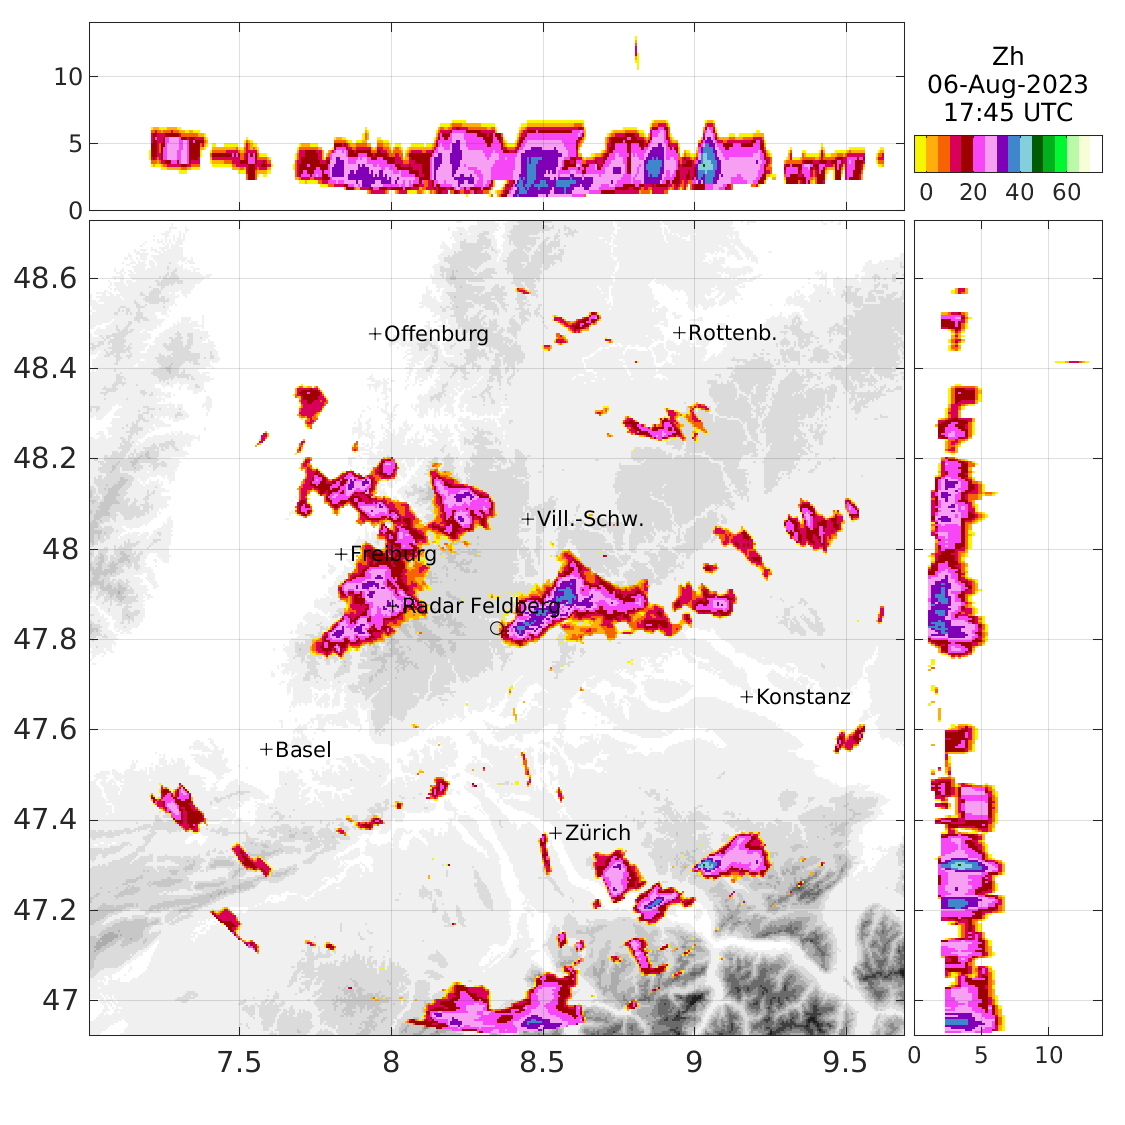 Zh
06-Aug-2023
17:45 UTC
0 20 40 60
10
5
0
48.6
48.4
48.2
48
47.8
47.6
47.4
47.2
47
+Offenburg
+Rottenb.
+Vill.-Schw.
+Freiburg
+Radar Feldberg
+Konstanz
+Basel
+Zürich
7.5 8 8.5 9 9.5
0 5 10